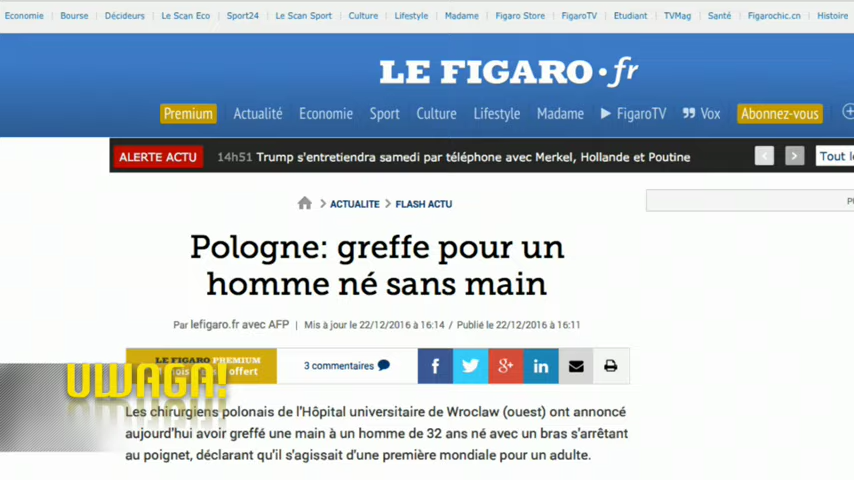 Economie Bourse Décideurs Le Scan Eco Sport24 Le Scan Sport Culture Lifestyle Madame Figaro Store FigaroTV Etudiant TVMag Santé Figarochic.cn Histoire
LE FIGARO·fr
Premium Actualité Economie Sport Culture Lifestyle Madame FigaroTV Vox Abonnez-vous
ALERTE ACTU 14h51 Trump s'entretiendra samedi par téléphone avec Merkel, Hollande et Poutine Tout
ACTUALITE FLASH ACTU
Pologne: greffe pour un
homme né sans main
Par lefigaro.fr avec AFP | Mis à jour le 22/12/2016 à 16:14 / Publié le 22/12/2016 à 16:11
LE FIGARO PREMIUM
offert
3 commentaires
UWAGA!
Les chirurgiens polonais de l'Hôpital universitaire de Wroclaw (ouest) ont annoncé
aujourd'hui avoir greffé une main à un homme de 32 ans né avec un bras s'arrêtant
au poignet, déclarant qu'il s'agissait d'une première mondiale pour un adulte.